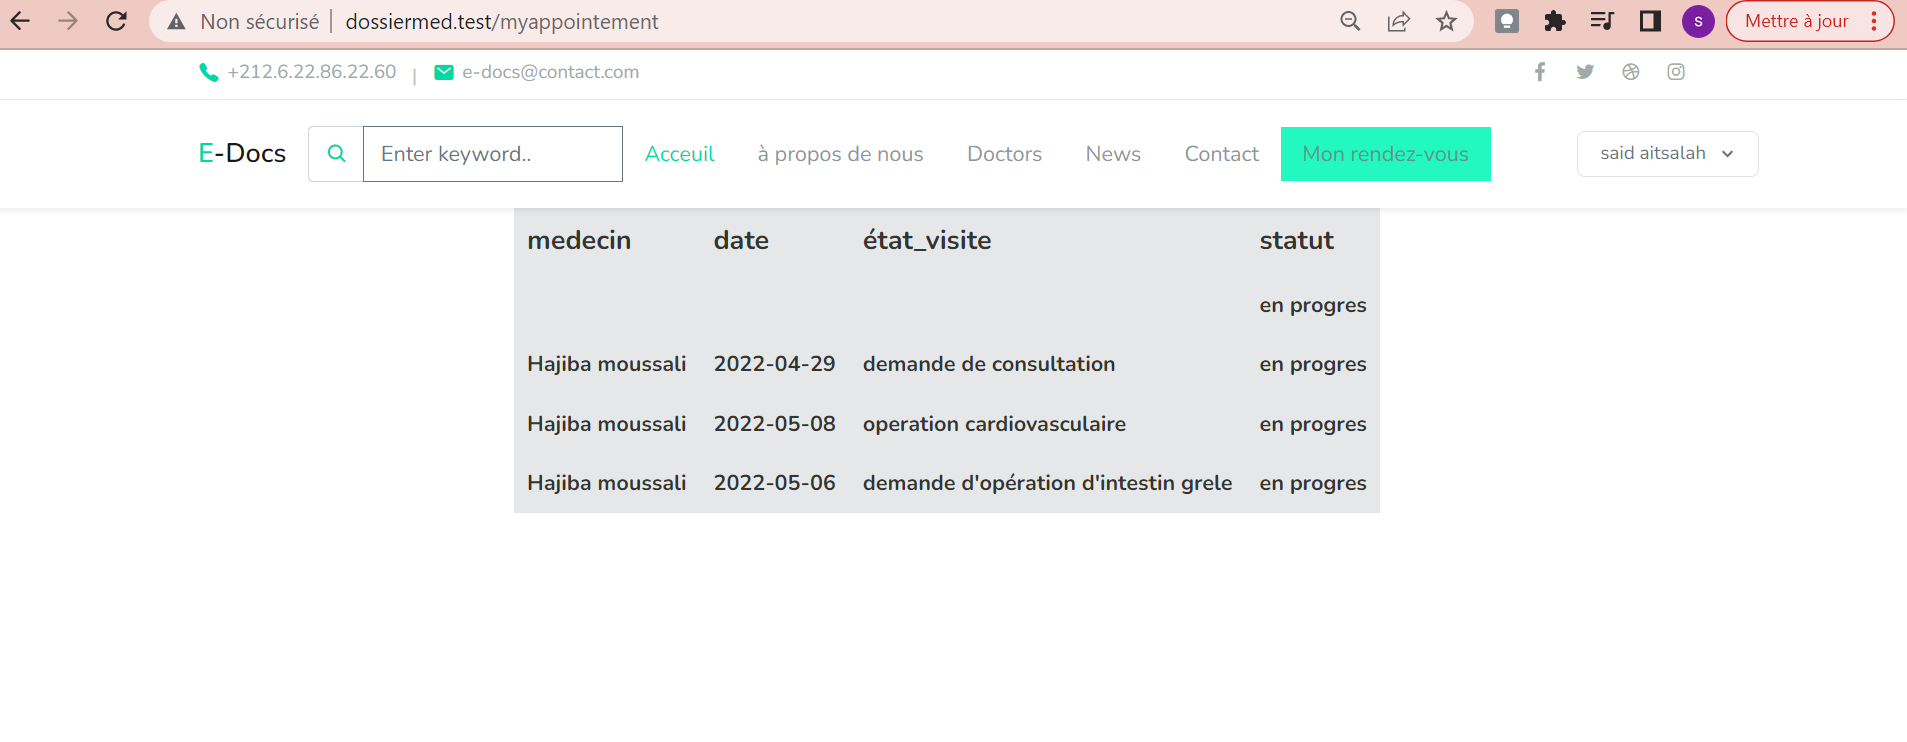 Non sécurisé | dossiermed.test/myappointement
S
Mettre à jour
+212.6.22.86.22.60 | e-docs@contact.com
E-Docs
Enter keyword..
Acceuil
à propos de nous
Doctors
News
Contact
Mon rendez-vous
said aitsalah
medecin date état_visite statut
en progres
Hajiba moussali 2022-04-29 demande de consultation en progres
Hajiba moussali 2022-05-08 operation cardiovasculaire en progres
Hajiba moussali 2022-05-06 demande d'opération d'intestin grele en progres